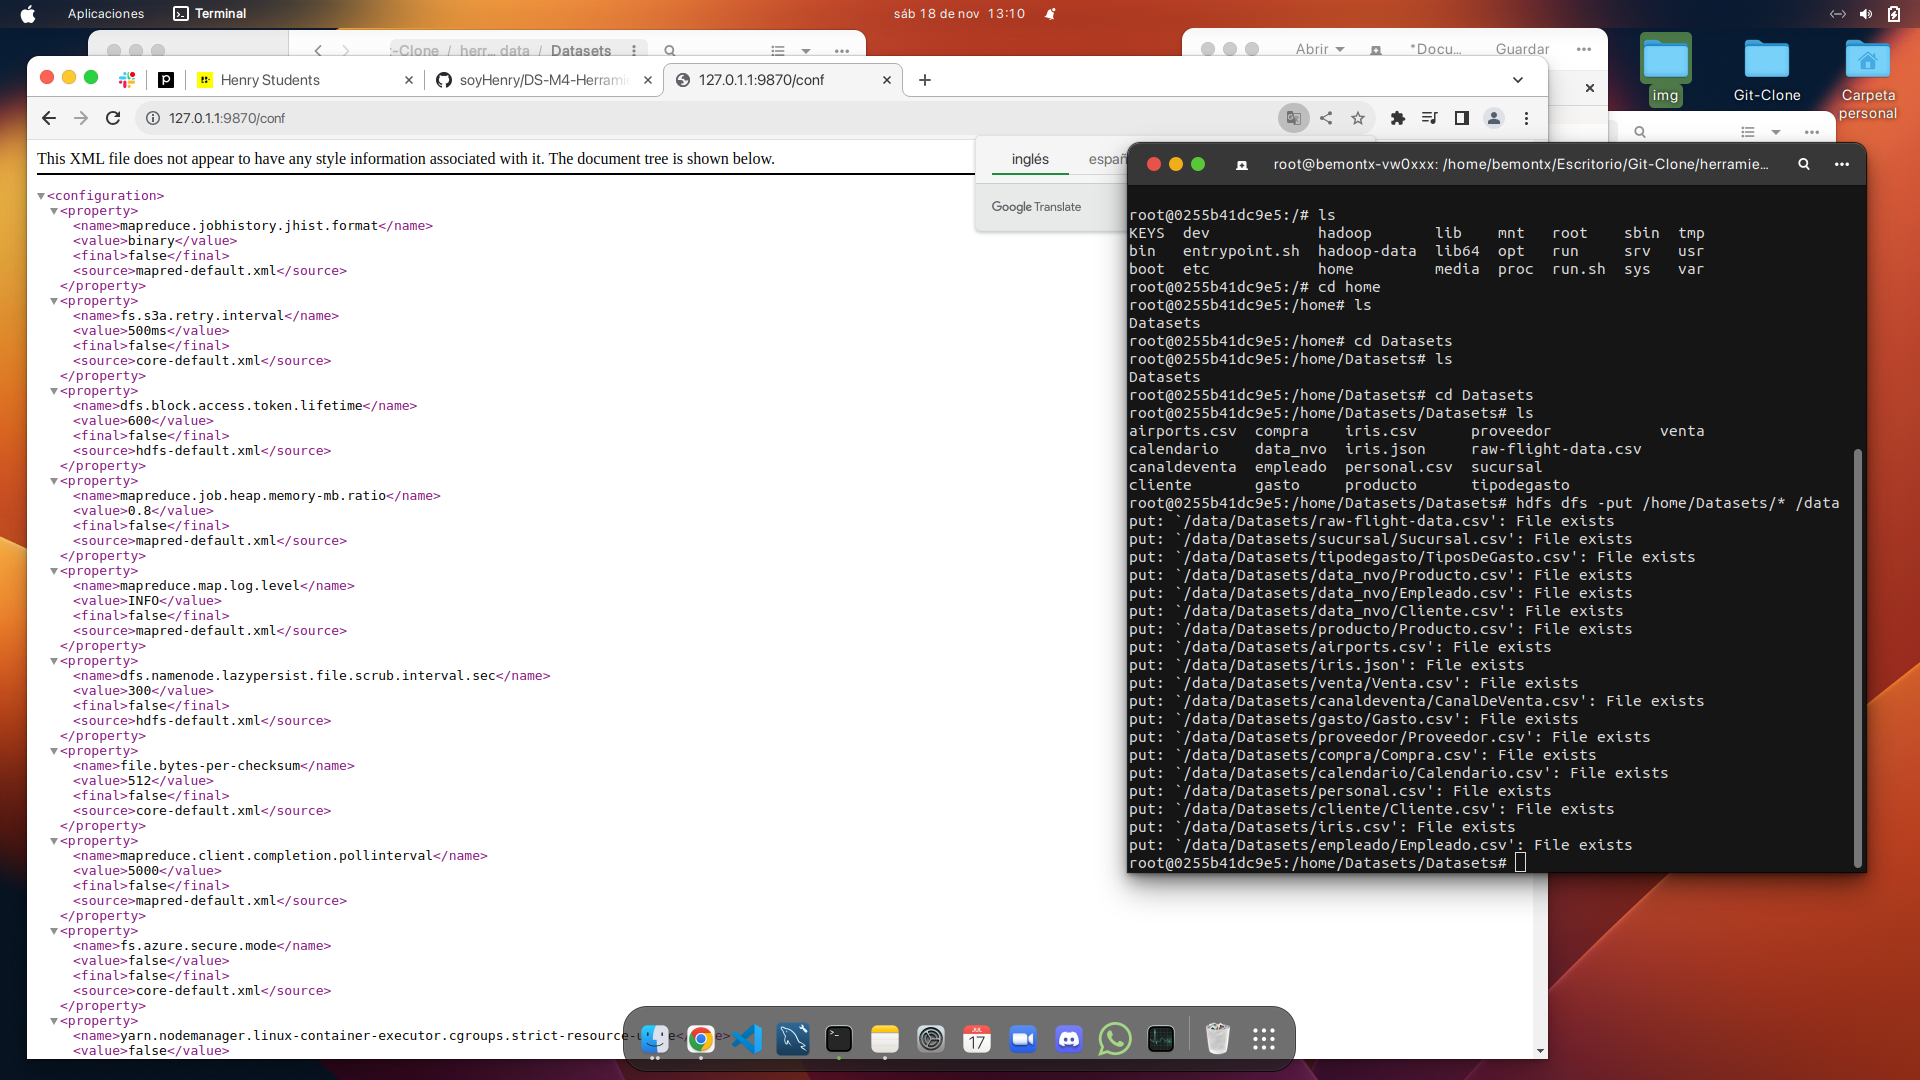 Aplicaciones
Terminal
sáb 18 de nov 13:10
-Clone / herr... data / Datasets
Abrir
*Docu...
Guardar
img
Git-Clone
Carpeta
personal
Henry Students
soyHenry/DS-M4-Herrami
127.0.1.1:9870/conf
127.0.1.1:9870/conf
This XML file does not appear to have any style information associated with it. The document tree is shown below.
inglés
españ
Google Translate
<configuration>
<property>
<name>mapreduce.jobhistory.jhist.format</name>
<value>binary</value>
<final>false</final>
<source>mapred-default.xml</source>
</property>
<property>
<name>fs.s3a.retry.interval</name>
<value>500ms</value>
<final>false</final>
<source>core-default.xml</source>
</property>
<property>
<name>dfs.block.access.token.lifetime</name>
<value>600</value>
<final>false</final>
<source>hdfs-default.xml</source>
</property>
<property>
<name>mapreduce.job.heap.memory-mb.ratio</name>
<value>0.8</value>
<final>false</final>
<source>mapred-default.xml</source>
</property>
<property>
<name>mapreduce.map.log.level</name>
<value>INFO</value>
<final>false</final>
<source>mapred-default.xml</source>
</property>
<property>
<name>dfs.namenode.lazypersist.file.scrub.interval.sec</name>
<value>300</value>
<final>false</final>
<source>hdfs-default.xml</source>
</property>
<property>
<name>file.bytes-per-checksum</name>
<value>512</value>
<final>false</final>
<source>core-default.xml</source>
</property>
<property>
<name>mapreduce.client.completion.pollinterval</name>
<value>5000</value>
<final>false</final>
<source>mapred-default.xml</source>
</property>
<property>
<name>fs.azure.secure.mode</name>
<value>false</value>
<final>false</final>
<source>core-default.xml</source>
</property>
<property>
<name>yarn.nodemanager.linux-container-executor.cgroups.strict-resource-
<value>false</value>
root@bemontx-vw0xxx: /home/bemontx/Escritorio/Git-Clone/herramie...
root@0255b41dc9e5:/# ls
KEYS dev hadoop lib mnt root sbin tmp
bin entrypoint.sh hadoop-data lib64 opt run srv usr
boot etc home media proc run.sh sys var
root@0255b41dc9e5:/# cd home
root@0255b41dc9e5:/home# ls
Datasets
root@0255b41dc9e5:/home# cd Datasets
root@0255b41dc9e5:/home/Datasets# ls
Datasets
root@0255b41dc9e5:/home/Datasets# cd Datasets
root@0255b41dc9e5:/home/Datasets/Datasets# ls
airports.csv compra iris.csv proveedor venta
calendario data_nvo iris.json raw-flight-data.csv
canaldeventa empleado personal.csv sucursal
cliente gasto producto tipodegasto
root@0255b41dc9e5:/home/Datasets/Datasets# hdfs dfs -put /home/Datasets/* /data
put: `/data/Datasets/raw-flight-data.csv': File exists
put: `/data/Datasets/sucursal/Sucursal.csv': File exists
put: `/data/Datasets/tipodegasto/TiposDeGasto.csv': File exists
put: `/data/Datasets/data_nvo/Producto.csv': File exists
put: `/data/Datasets/data_nvo/Empleado.csv': File exists
put: `/data/Datasets/data_nvo/Cliente.csv': File exists
put: `/data/Datasets/producto/Producto.csv': File exists
put: `/data/Datasets/airports.csv': File exists
put: `/data/Datasets/iris.json': File exists
put: `/data/Datasets/venta/Venta.csv': File exists
put: `/data/Datasets/canaldeventa/CanalDeVenta.csv': File exists
put: `/data/Datasets/gasto/Gasto.csv': File exists
put: `/data/Datasets/proveedor/Proveedor.csv': File exists
put: `/data/Datasets/compra/Compra.csv': File exists
put: `/data/Datasets/calendario/Calendario.csv': File exists
put: `/data/Datasets/personal.csv': File exists
put: `/data/Datasets/cliente/Cliente.csv': File exists
put: `/data/Datasets/iris.csv': File exists
put: `/data/Datasets/empleado/Empleado.csv': File exists
root@0255b41dc9e5:/home/Datasets/Datasets#
JUL
17